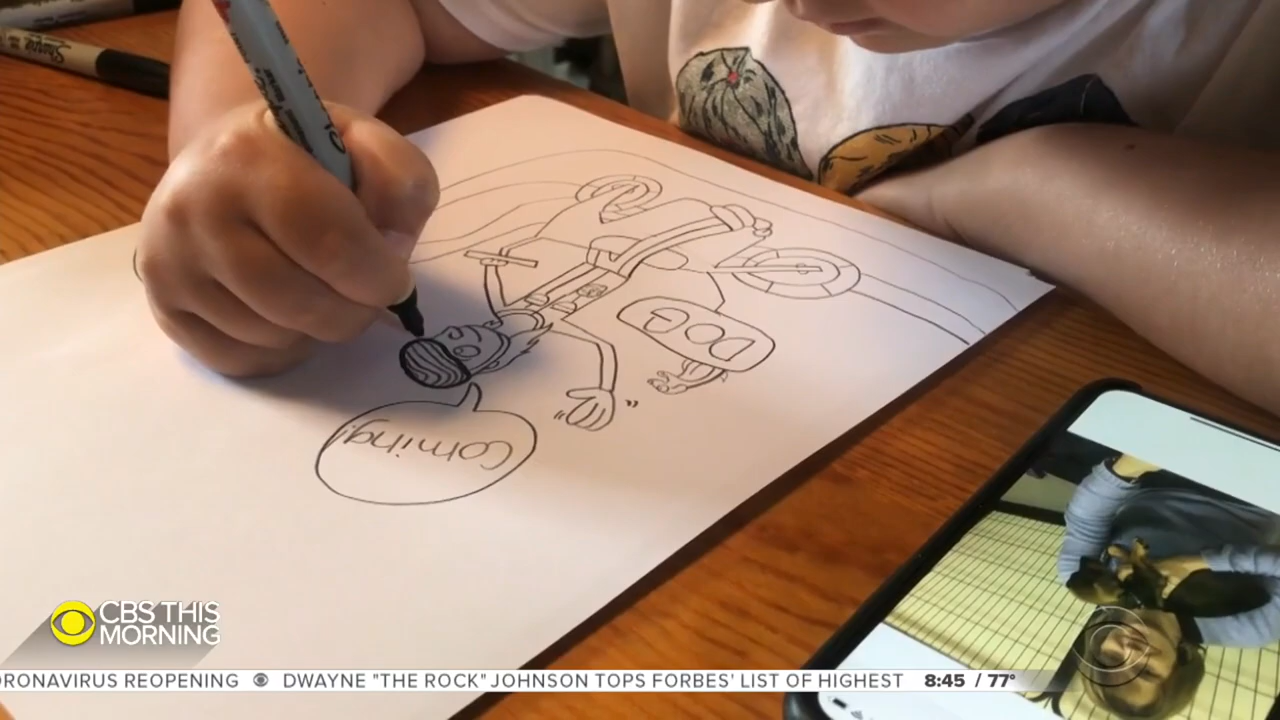 Sharpie
DOG
Coming!
CBS THIS
MORNING
ORONAVIRUS REOPENING DWAYNE "THE ROCK" JOHNSON TOPS FORBES' LIST OF HIGHEST 8:45 / 77°